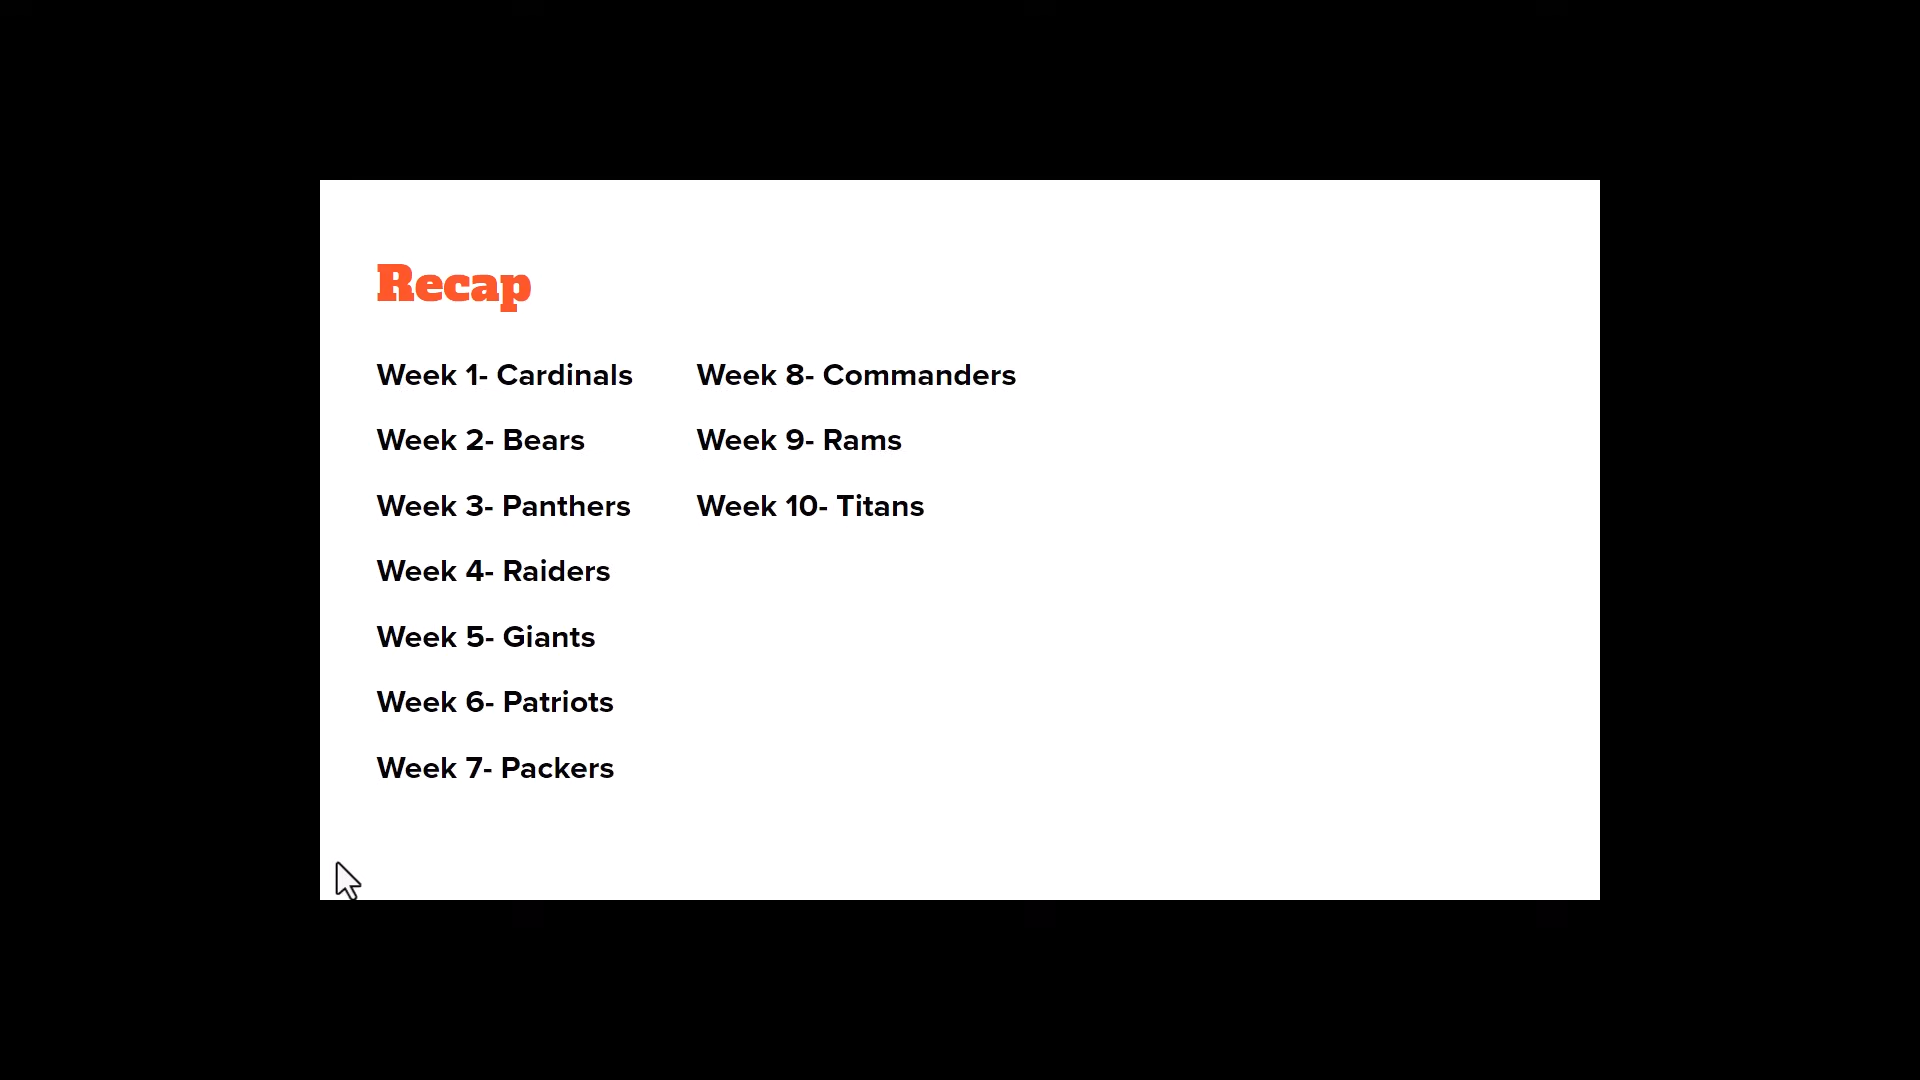 Recap
Week 1- Cardinals
Week 2- Bears
Week 3- Panthers
Week 4- Raiders
Week 5- Giants
Week 6- Patriots
Week 7- Packers
Week 8- Commanders
Week 9- Rams
Week 10- Titans